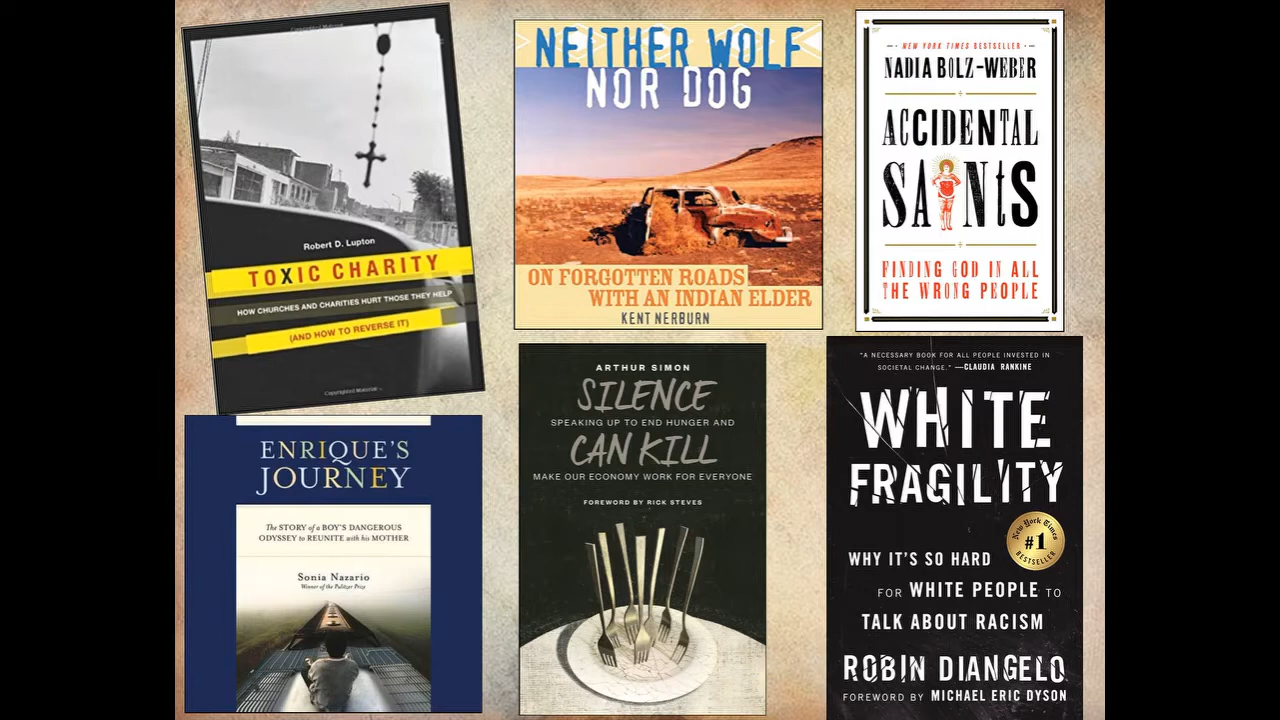 Copyrighted Material
Robert D. Lupton
TOXIC CHARITY
HOW CHURCHES AND CHARITIES HURT THOSE THEY HELP
(AND HOW TO REVERSE IT)
Copyrighted Material
NEITHER WOLF
NOR DOG
ON FORGOTTEN ROADS
WITH AN INDIAN ELDER
KENT NERBURN
NEW YORK TIMES BESTSELLER
NADIA BOLZ-WEBER
ACCIDENTAL
SAINTS
FINDING GOD IN ALL
THE WRONG PEOPLE
ENRIQUE'S
JOURNEY
The STORY of a BOY'S DANGEROUS
ODYSSEY to REUNITE with his MOTHER
Sonia Nazario
Winner of the Pulitzer Prize
ARTHUR SIMON
SILENCE
SPEAKING UP TO END HUNGER AND
CAN KILL
MAKE OUR ECONOMY WORK FOR EVERYONE
FOREWORD BY RICK STEVES
"A NECESSARY BOOK FOR ALL PEOPLE INVESTED IN
SOCIETAL CHANGE." —CLAUDIA RANKINE
WHITE
FRAGILITY
New York Times
#1
BESTSELLER
WHY IT'S SO HARD
FOR WHITE PEOPLE TO
TALK ABOUT RACISM
ROBIN DIANGELO
FOREWORD BY MICHAEL ERIC DYSON